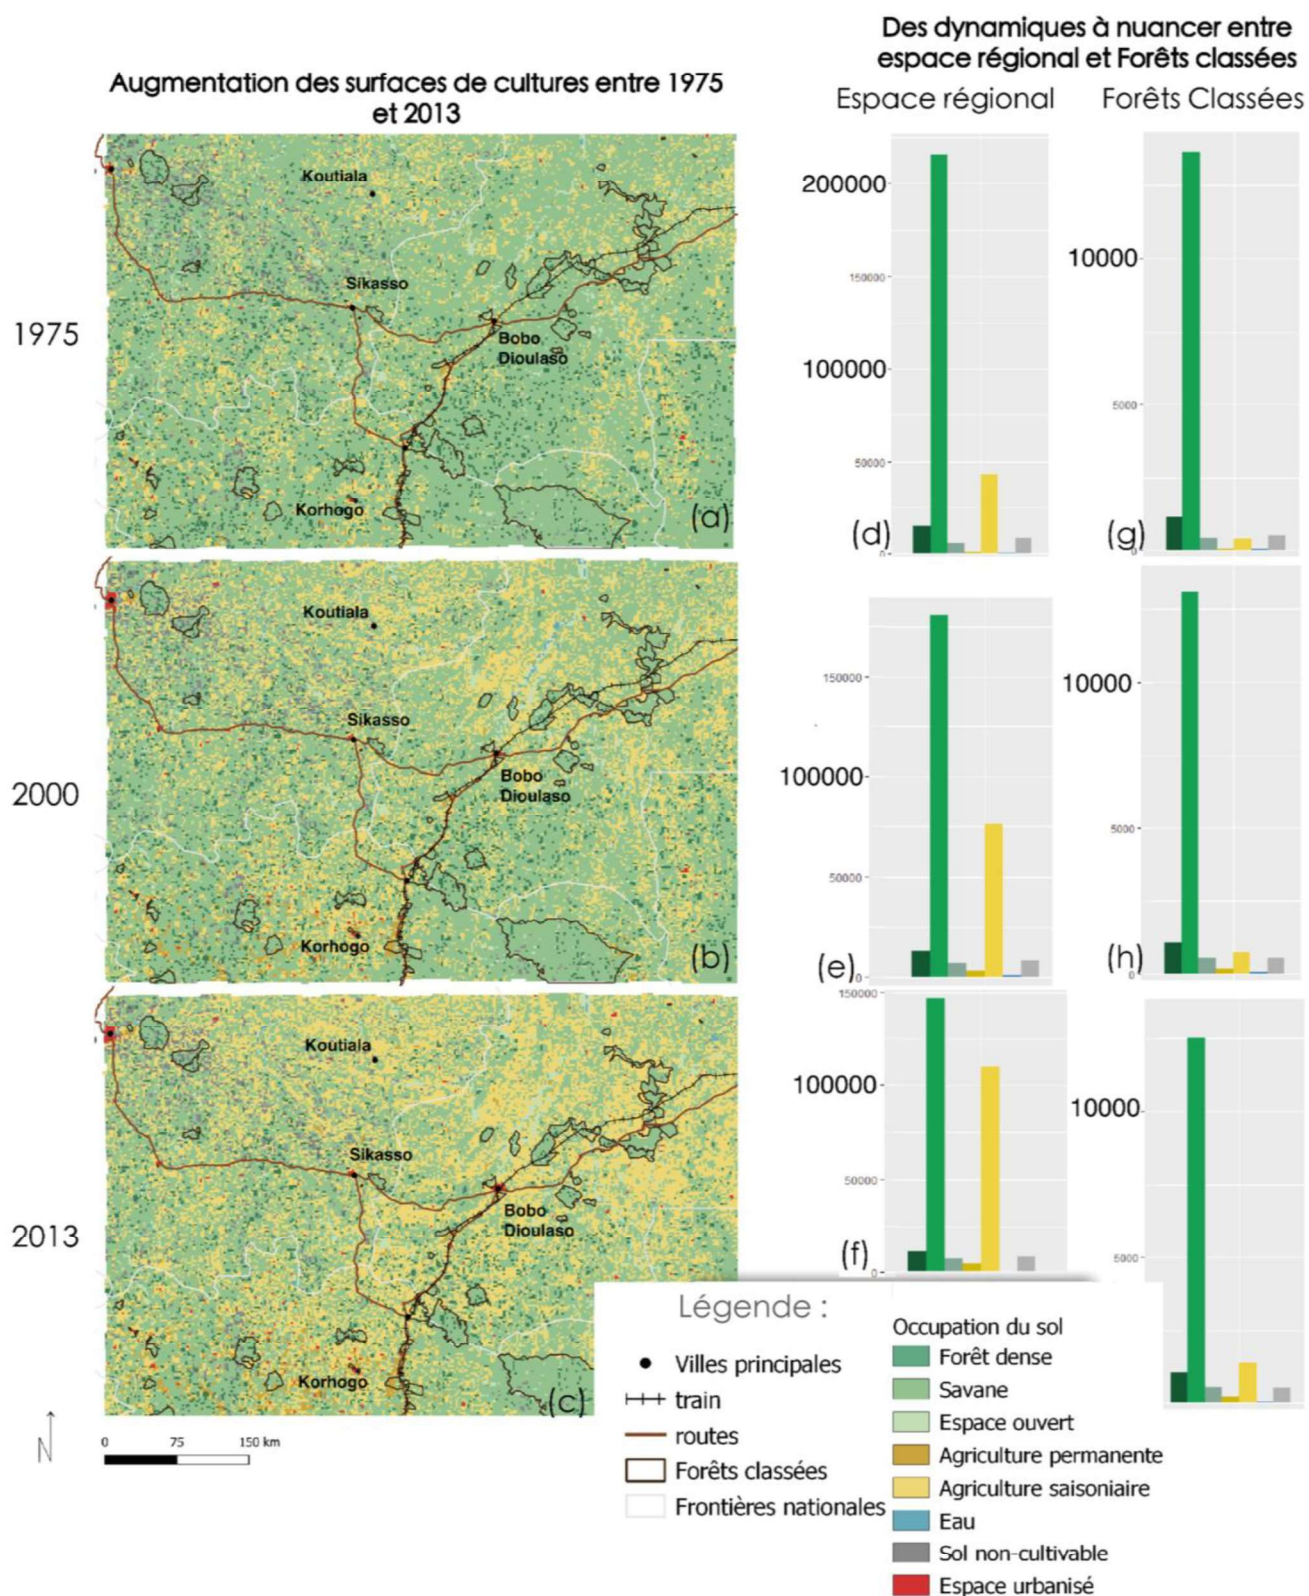 Des dynamiques à nuancer entre
espace régional et Forêts classées
Augmentation des surfaces de cultures entre 1975
et 2013
Espace régional
Forêts Classées
1975
Koutiala
Sikasso
Bobo
Dioulaso
Korhogo
(a)
200000
150000
100000
50000
0
(d)
10000
5000
0
(g)
2000
Koutiala
Sikasso
Bobo
Dioulaso
Korhogo
(b)
150000
100000
50000
0
(e)
10000
5000
0
(h)
2013
Koutiala
Sikasso
Bobo
Dioulaso
Korhogo
(c)
150000
100000
50000
0
(f)
10000
5000
N
0 75 150 km
Légende :
Villes principales
train
routes
Forêts classées
Frontières nationales
Occupation du sol
Forêt dense
Savane
Espace ouvert
Agriculture permanente
Agriculture saisoniaire
Eau
Sol non-cultivable
Espace urbanisé